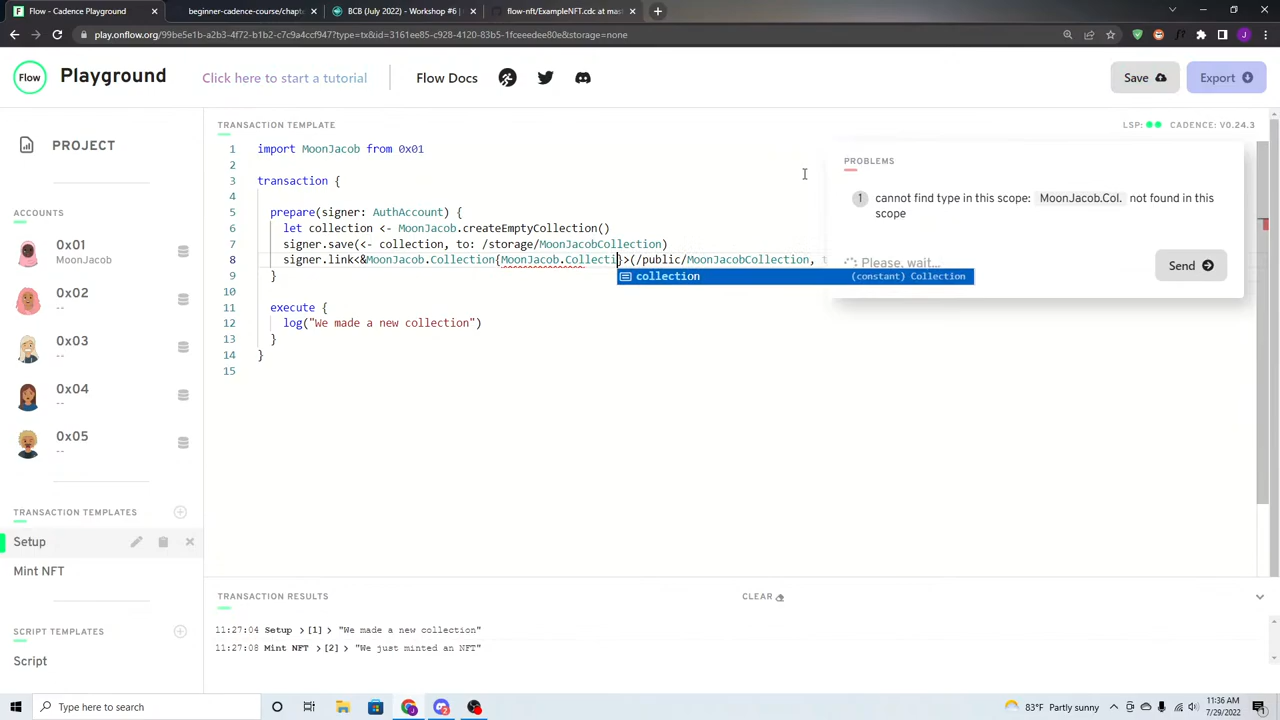 Flow - Cadence Playground
beginner-cadence-course/chapte
BCB (July 2022) - Workshop #6 |
flow-nft/ExampleNFT.cdc at mast
play.onflow.org/99be5e1b-a2b3-4f72-b1b2-c7c9a4ccf947?type=tx&id=3161ee85-c928-4120-83b5-1fceeedee80e&storage=none
Flow
Playground
Click here to start a tutorial
Flow Docs
Save
Export
PROJECT
ACCOUNTS
0x01
MoonJacob
0x02
--
0x03
--
0x04
--
0x05
--
TRANSACTION TEMPLATES
Setup
Mint NFT
SCRIPT TEMPLATES
Script
TRANSACTION TEMPLATE
LSP:
CADENCE: V0.24.3
1 import MoonJacob from 0x01
2
3 transaction {
4
5 prepare(signer: AuthAccount) {
6 let collection <- MoonJacob.createEmptyCollection()
7 signer.save(<- collection, to: /storage/MoonJacobCollection)
8 signer.link<&MoonJacob.Collection{MoonJacob.Collecti}>(/public/MoonJacobCollection, t
collection
(constant) Collection
9 }
10
11 execute {
12 log("We made a new collection")
13 }
14 }
15
PROBLEMS
1 cannot find type in this scope: MoonJacob.Col. not found in this
scope
Please, wait...
Send
TRANSACTION RESULTS
CLEAR
11:27:04 Setup > [1] > "We made a new collection"
11:27:08 Mint NFT > [2] > "We just minted an NFT"
Type here to search
83°F Partly sunny
11:36 AM
7/29/2022